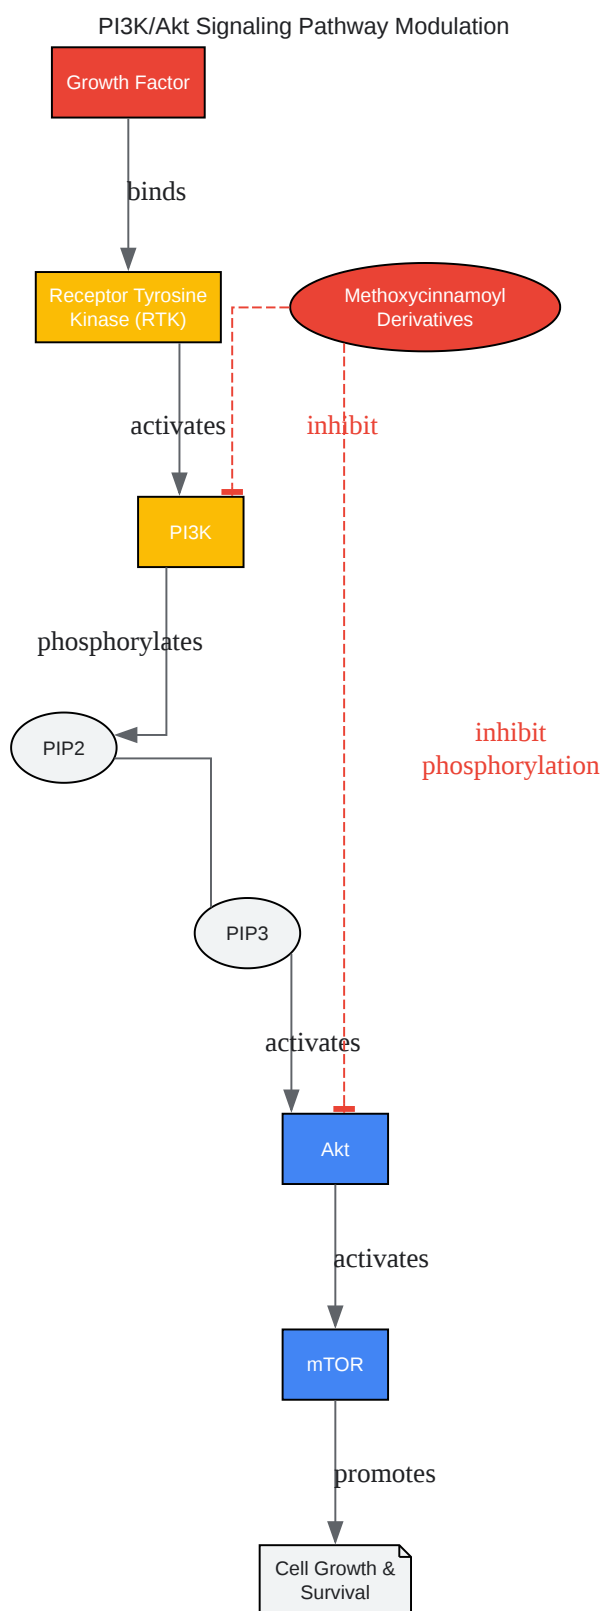 PI3K/Akt Signaling Pathway Modulation
Growth Factor
binds
Receptor Tyrosine
Kinase (RTK)
Methoxycinnamoyl
Derivatives
activates
inhibit
PI3K
phosphorylates
inhibit
phosphorylation
PIP2
PIP3
activates
Akt
activates
mTOR
promotes
Cell Growth &
Survival